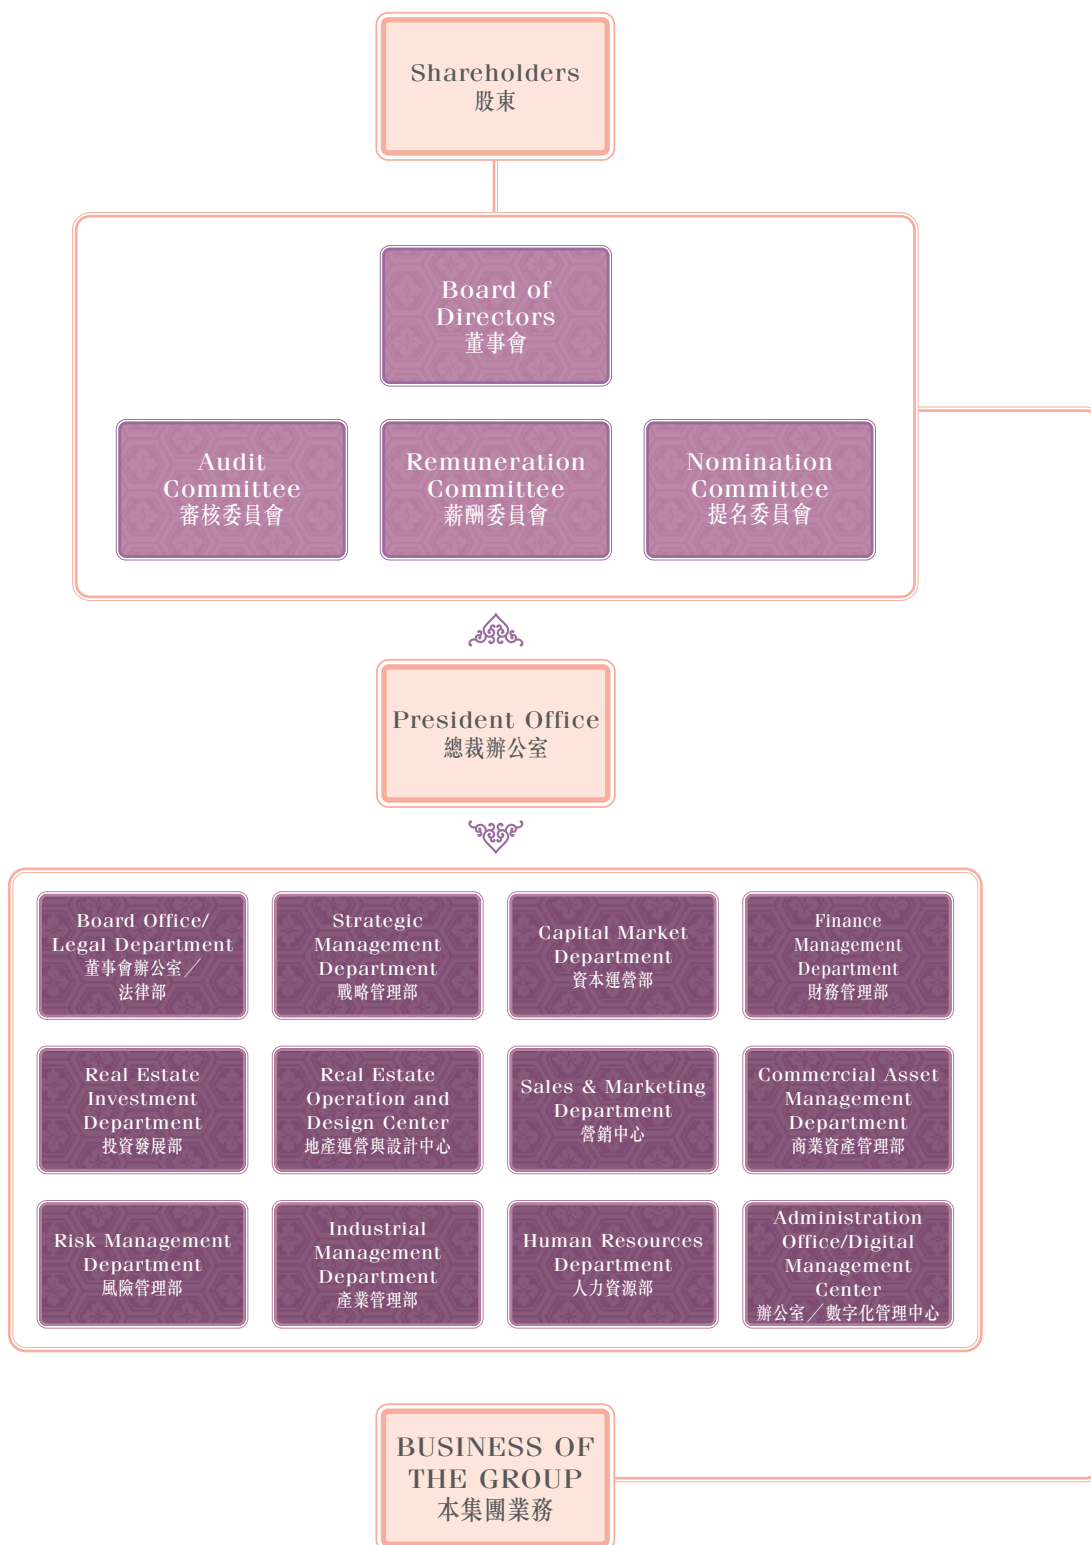 Shareholders
股東
Board of
Directors
董事會
Audit
Committee
審核委員會
Remuneration
Committee
薪酬委員會
Nomination
Committee
提名委員會
President Office
總裁辦公室
Board Office/
Legal Department
董事會辦公室／
法律部
Strategic
Management
Department
戰略管理部
Capital Market
Department
資本運營部
Finance
Management
Department
財務管理部
Real Estate
Investment
Department
投資發展部
Real Estate
Operation and
Design Center
地產運營與設計中心
Sales & Marketing
Department
營銷中心
Commercial Asset
Management
Department
商業資產管理部
Risk Management
Department
風險管理部
Industrial
Management
Department
產業管理部
Human Resources
Department
人力資源部
Administration
Office/Digital
Management
Center
辦公室／數字化管理中心
BUSINESS OF
THE GROUP
本集團業務